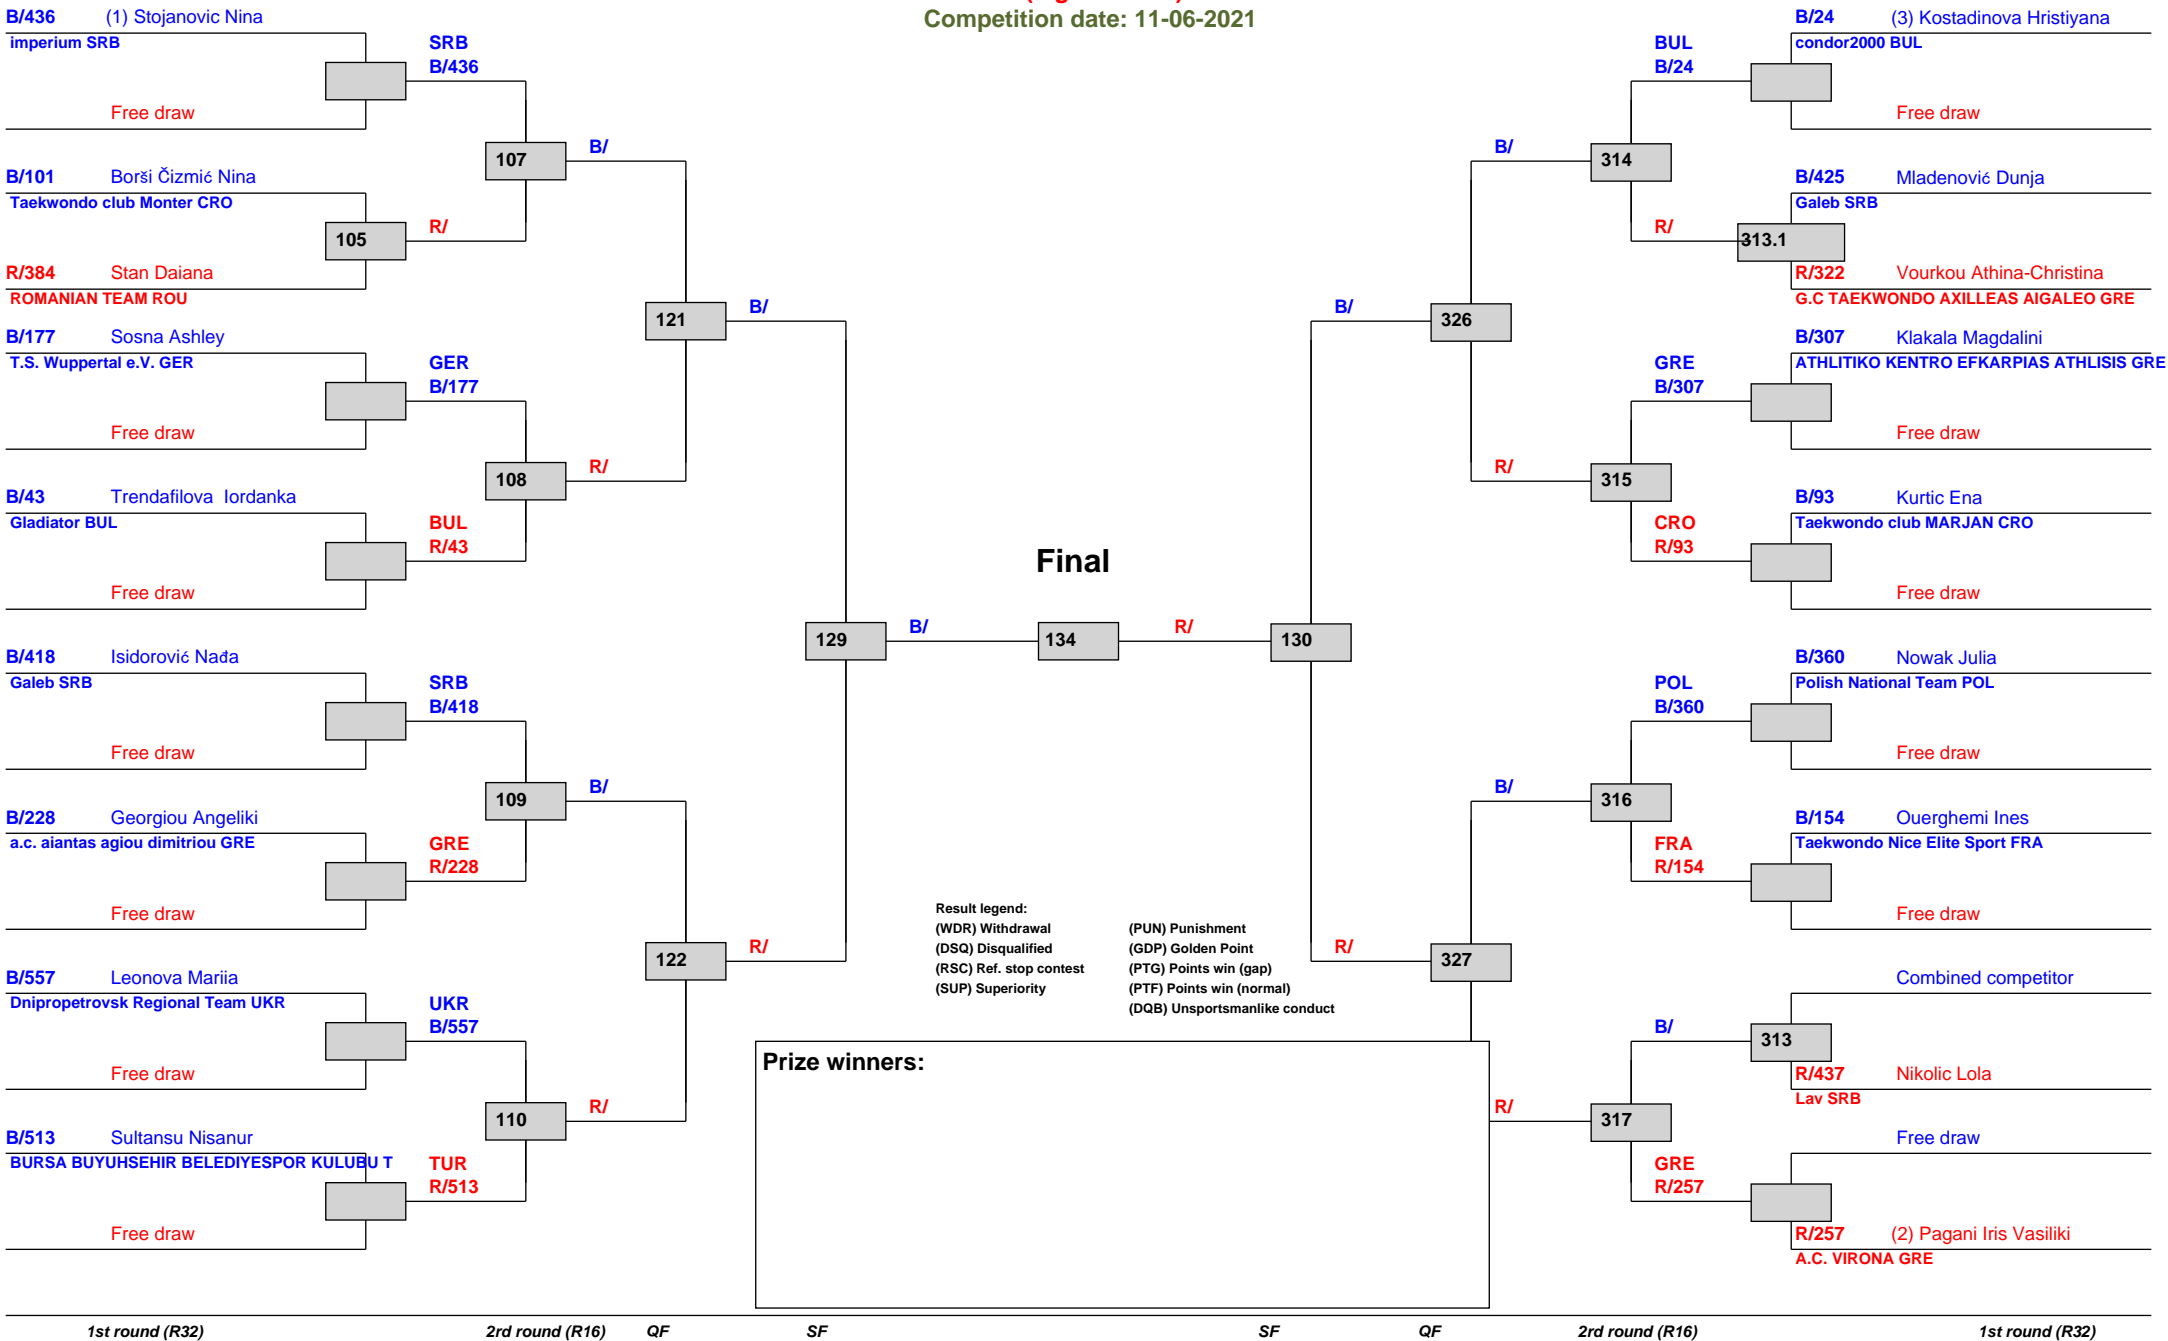 Competition date: 11-06-2021
B/436 (1) Stojanovic Nina
imperium SRB
SRB
B/436
Free draw
107
B/
B/101 Borši Čizmić Nina
Taekwondo club Monter CRO
105
R/
R/384 Stan Daiana
ROMANIAN TEAM ROU
121
B/
B/177 Sosna Ashley
T.S. Wuppertal e.V. GER
GER
B/177
Free draw
108
R/
B/43 Trendafilova Iordanka
Gladiator BUL
BUL
R/43
Free draw
129
B/
B/418 Isidorović Nađa
Galeb SRB
SRB
B/418
Free draw
109
B/
B/228 Georgiou Angeliki
a.c. aiantas agiou dimitriou GRE
GRE
R/228
Free draw
122
R/
B/557 Leonova Mariia
Dnipropetrovsk Regional Team UKR
UKR
B/557
Free draw
110
R/
B/513 Sultansu Nisanur
BURSA BUYUHSEHIR BELEDIYESPOR KULUBU T
TUR
R/513
Free draw
Final
134
R/
130
Result legend:
(WDR) Withdrawal (PUN) Punishment
(DSQ) Disqualified (GDP) Golden Point
(RSC) Ref. stop contest (PTG) Points win (gap)
(SUP) Superiority (PTF) Points win (normal)
(DQB) Unsportsmanlike conduct
Prize winners:
B/24 (3) Kostadinova Hristiyana
condor2000 BUL
BUL
B/24
Free draw
B/
314
B/425 Mladenović Dunja
Galeb SRB
R/
313.1
R/322 Vourkou Athina-Christina
G.C TAEKWONDO AXILLEAS AIGALEO GRE
B/
326
B/307 Klakala Magdalini
ATHLITIKO KENTRO EFKARPIAS ATHLISIS GRE
GRE
B/307
Free draw
R/
315
B/93 Kurtic Ena
Taekwondo club MARJAN CRO
CRO
R/93
Free draw
B/360 Nowak Julia
Polish National Team POL
POL
B/360
Free draw
B/
316
B/154 Ouerghemi Ines
Taekwondo Nice Elite Sport FRA
FRA
R/154
Free draw
R/
327
Combined competitor
B/
313
R/437 Nikolic Lola
Lav SRB
R/
317
Free draw
GRE
R/257
R/257 (2) Pagani Iris Vasiliki
A.C. VIRONA GRE
1st round (R32) 2rd round (R16) QF SF SF QF 2rd round (R16) 1st round (R32)